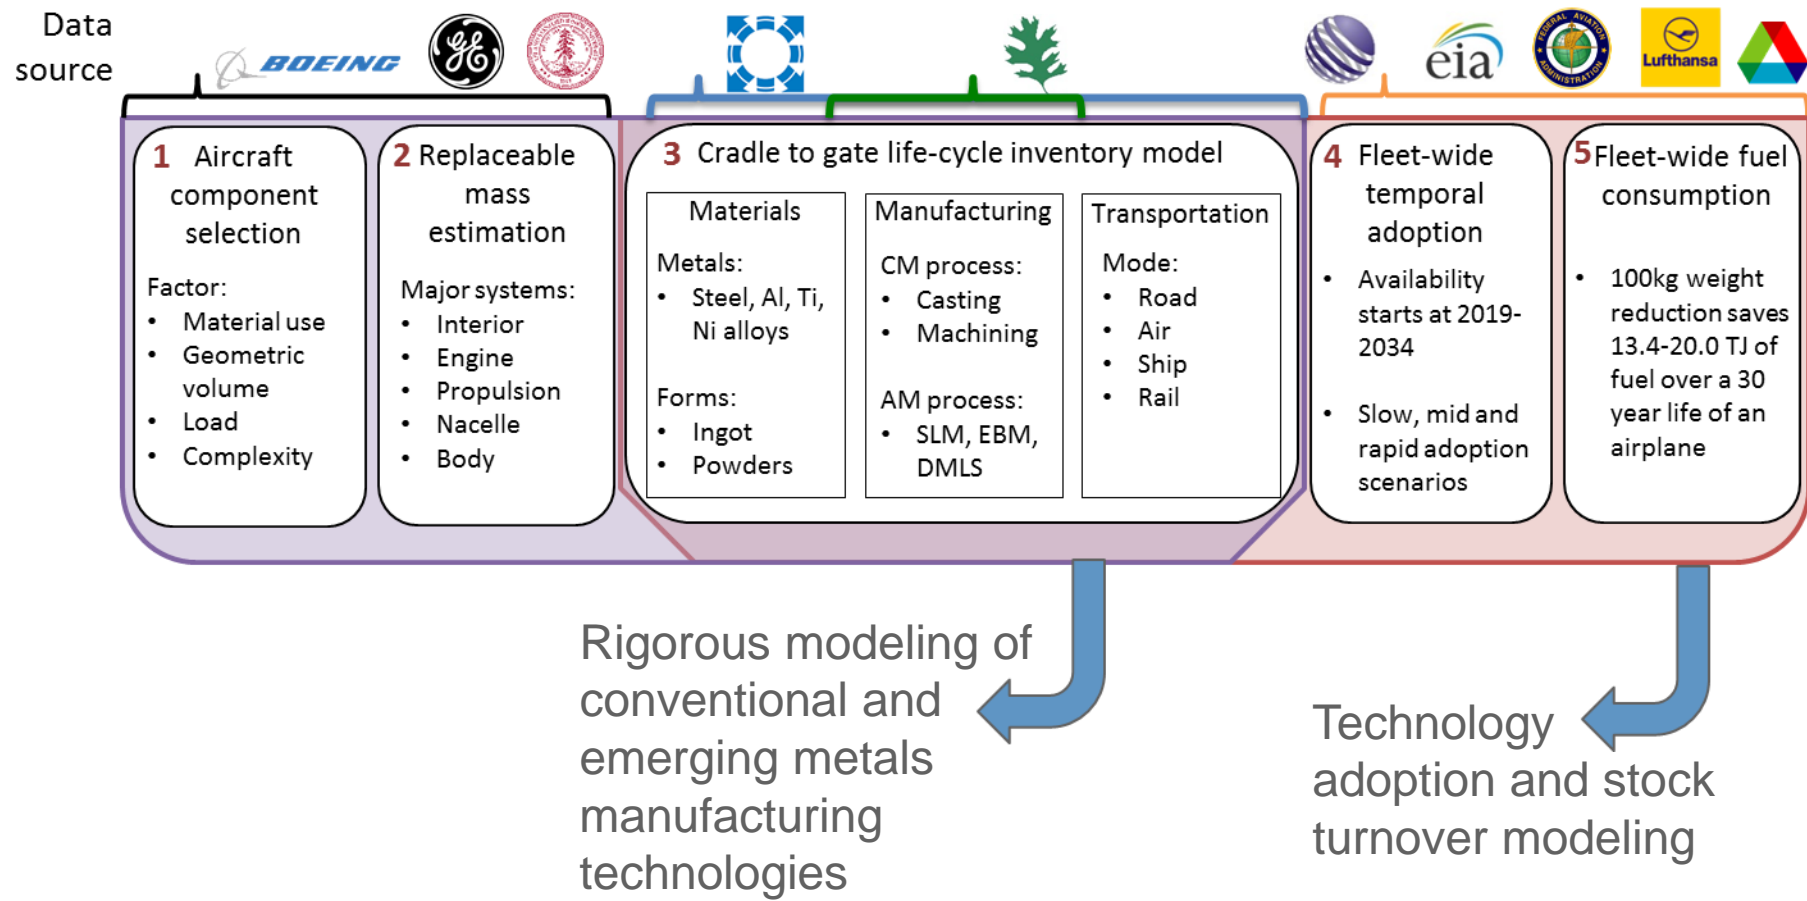 Data
source
BOEING
GE
eia
FEDERAL AVIATION
ADMINISTRATION
Lufthansa
1 Aircraft
component
selection
Factor:
• Material use
• Geometric
volume
• Load
• Complexity
2 Replaceable
mass
estimation
Major systems:
• Interior
• Engine
• Propulsion
• Nacelle
• Body
3 Cradle to gate life-cycle inventory model
Materials
Metals:
• Steel, Al, Ti,
Ni alloys
Forms:
• Ingot
• Powders
Manufacturing
CM process:
• Casting
• Machining
AM process:
• SLM, EBM,
DMLS
Transportation
Mode:
• Road
• Air
• Ship
• Rail
4 Fleet-wide
temporal
adoption
• Availability
starts at 2019-
2034
• Slow, mid and
rapid adoption
scenarios
5 Fleet-wide fuel
consumption
• 100kg weight
reduction saves
13.4-20.0 TJ of
fuel over a 30
year life of an
airplane
Rigorous modeling of
conventional and
emerging metals
manufacturing
technologies
Technology
adoption and stock
turnover modeling